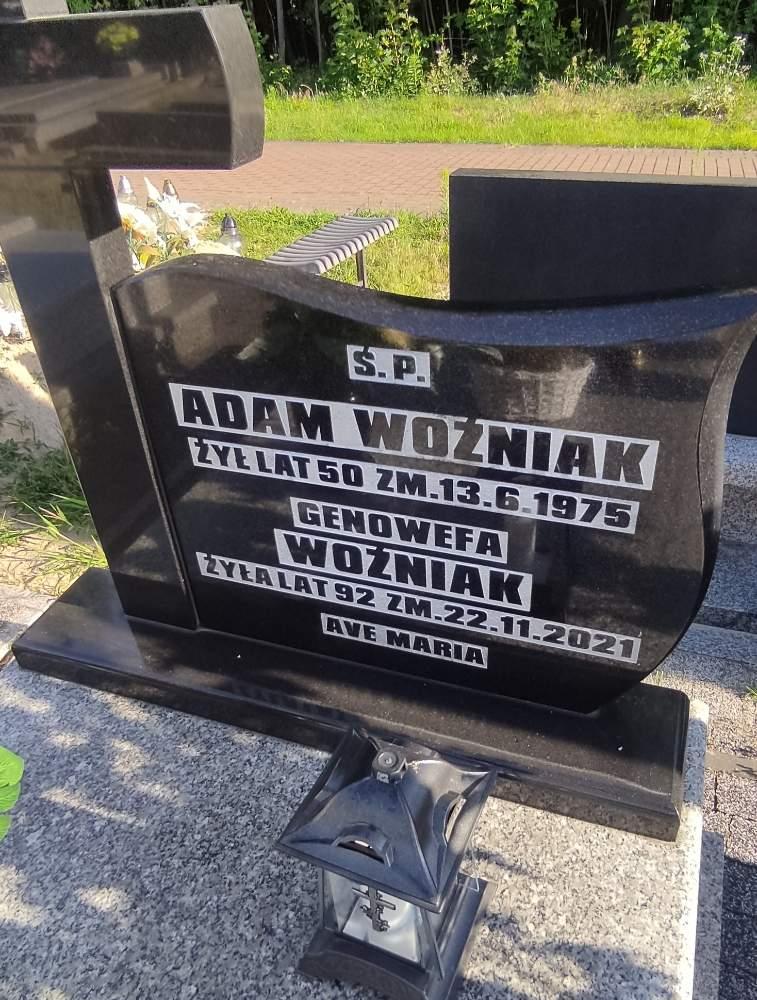 Ś.P.
ADAM WOŹNIAK
ŻYŁ LAT 50 ZM.13.6.1975
GENOWEFA
WOŹNIAK
ŻYŁA LAT 92 ZM.22.11.2021
AVE MARIA